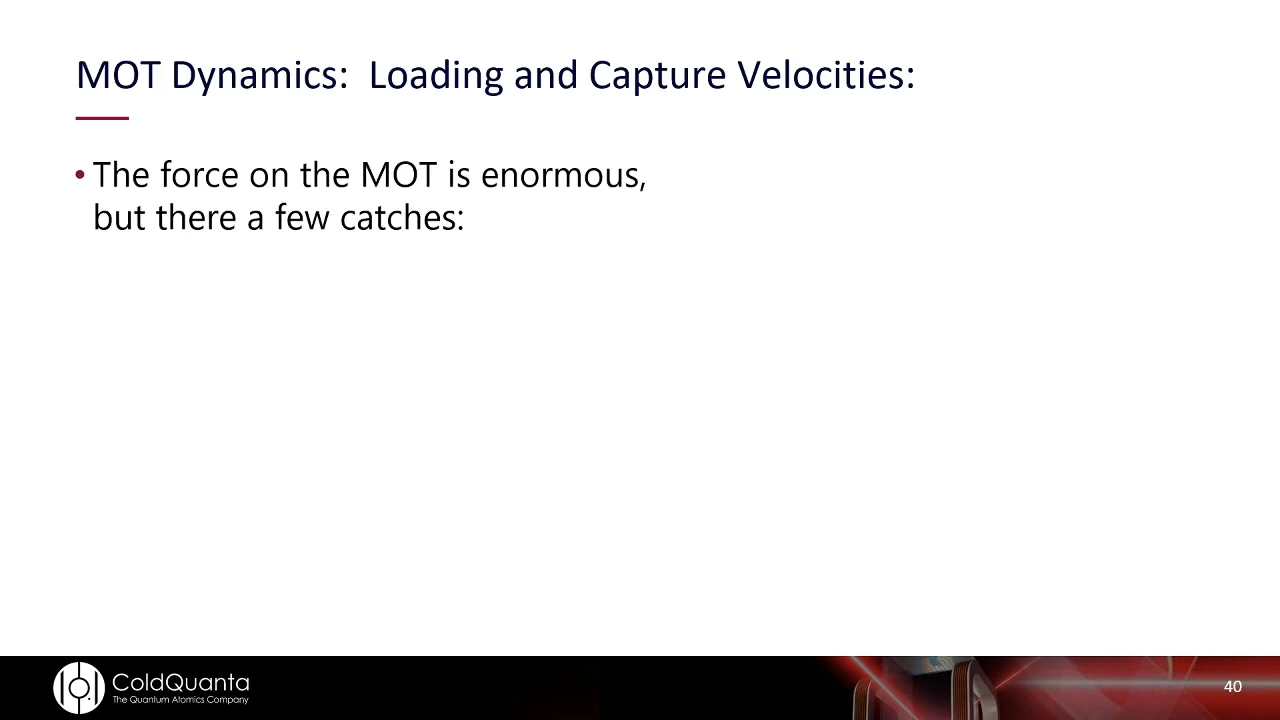 MOT Dynamics:  Loading and Capture Velocities:
• The force on the MOT is enormous,
but there a few catches:
ColdQuanta
The Quantum Atomics Company
40